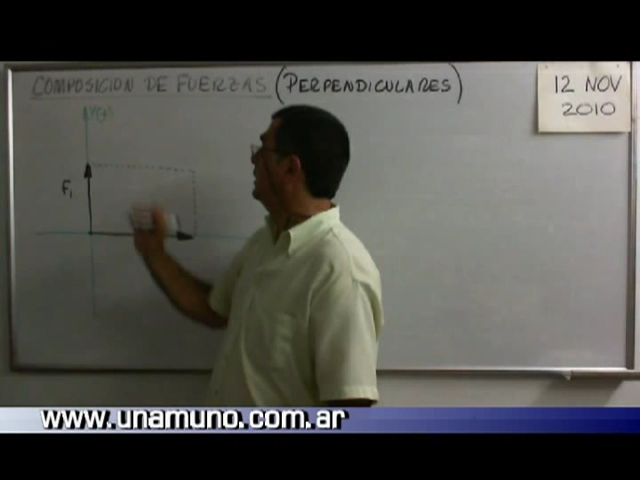 COMPOSICION DE FUERZAS (PERPENDICULARES)
12 NOV
2010
Y(+)
F1
www.unamuno.com.ar